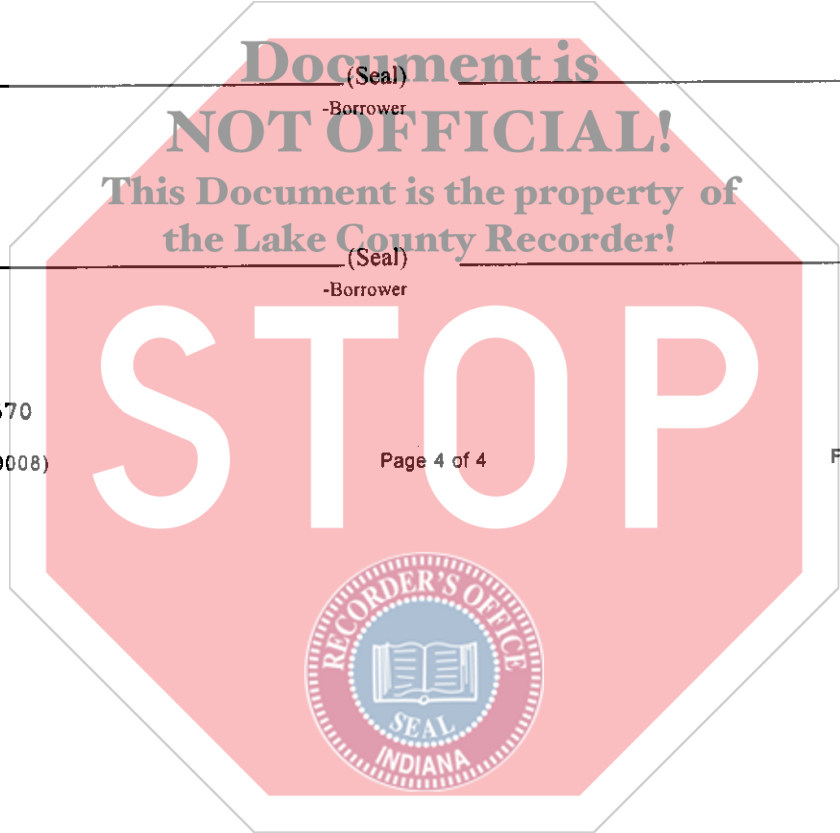 Document is
(Seal)
-Borrower
NOT OFFICIAL!
This Document is the property of
the Lake County Recorder!
(Seal)
-Borrower
STOP
70
008)
Page 4 of 4
F
RECORDER'S OFFICE
SEAL
INDIANA